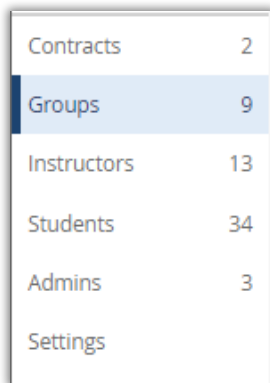 Contracts 2
Groups 9
Instructors 13
Students 34
Admins 3
Settings